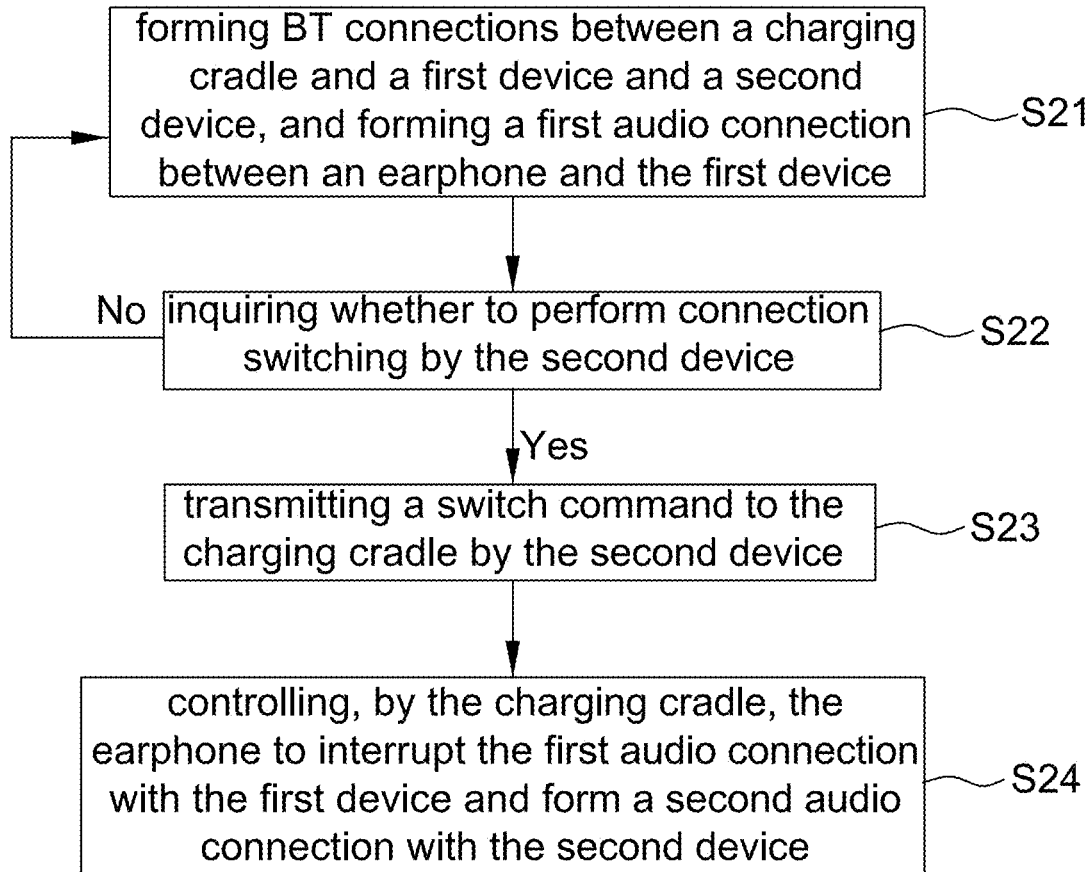 forming BT connections between a charging
cradle and a first device and a second
device, and forming a first audio connection
between an earphone and the first device
S21
No
inquiring whether to perform connection
switching by the second device
S22
Yes
transmitting a switch command to the
charging cradle by the second device
S23
controlling, by the charging cradle, the
earphone to interrupt the first audio connection
with the first device and form a second audio
connection with the second device
S24